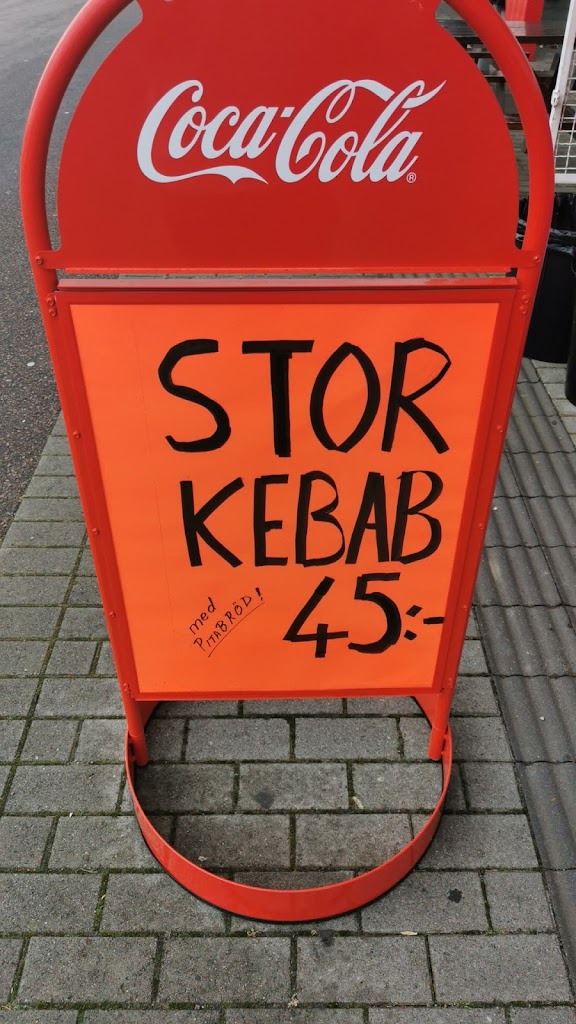 Coca-Cola®
STOR
KEBAB
med
PITABRÖD!
45:-